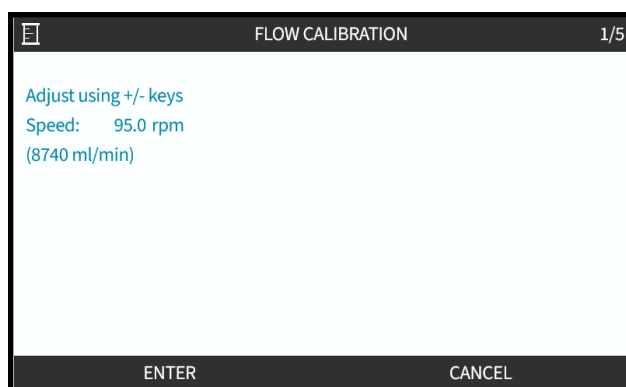 FLOW CALIBRATION 1/5
Adjust using +/- keys
Speed: 95.0 rpm
(8740 ml/min)
ENTER CANCEL